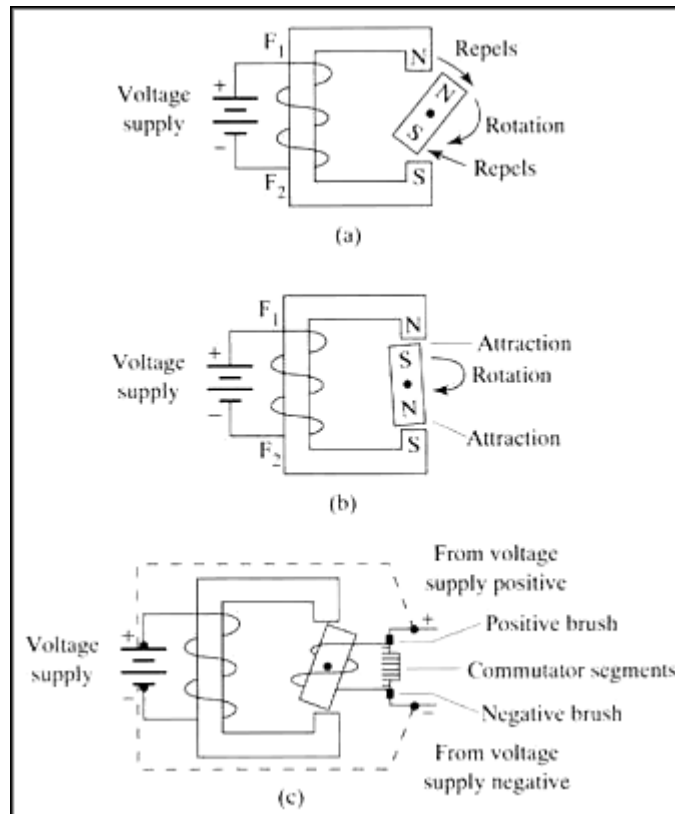 F1
N
Repels
Voltage
supply
+
−
N
S
Rotation
F2
S
Repels
(a)
F1
N
Attraction
Voltage
supply
+
−
S
N
Rotation
F2
S
Attraction
(b)
From voltage
supply positive
+
Positive brush
Voltage
supply
+
−
Commutator segments
Negative brush
−
From voltage
supply negative
(c)